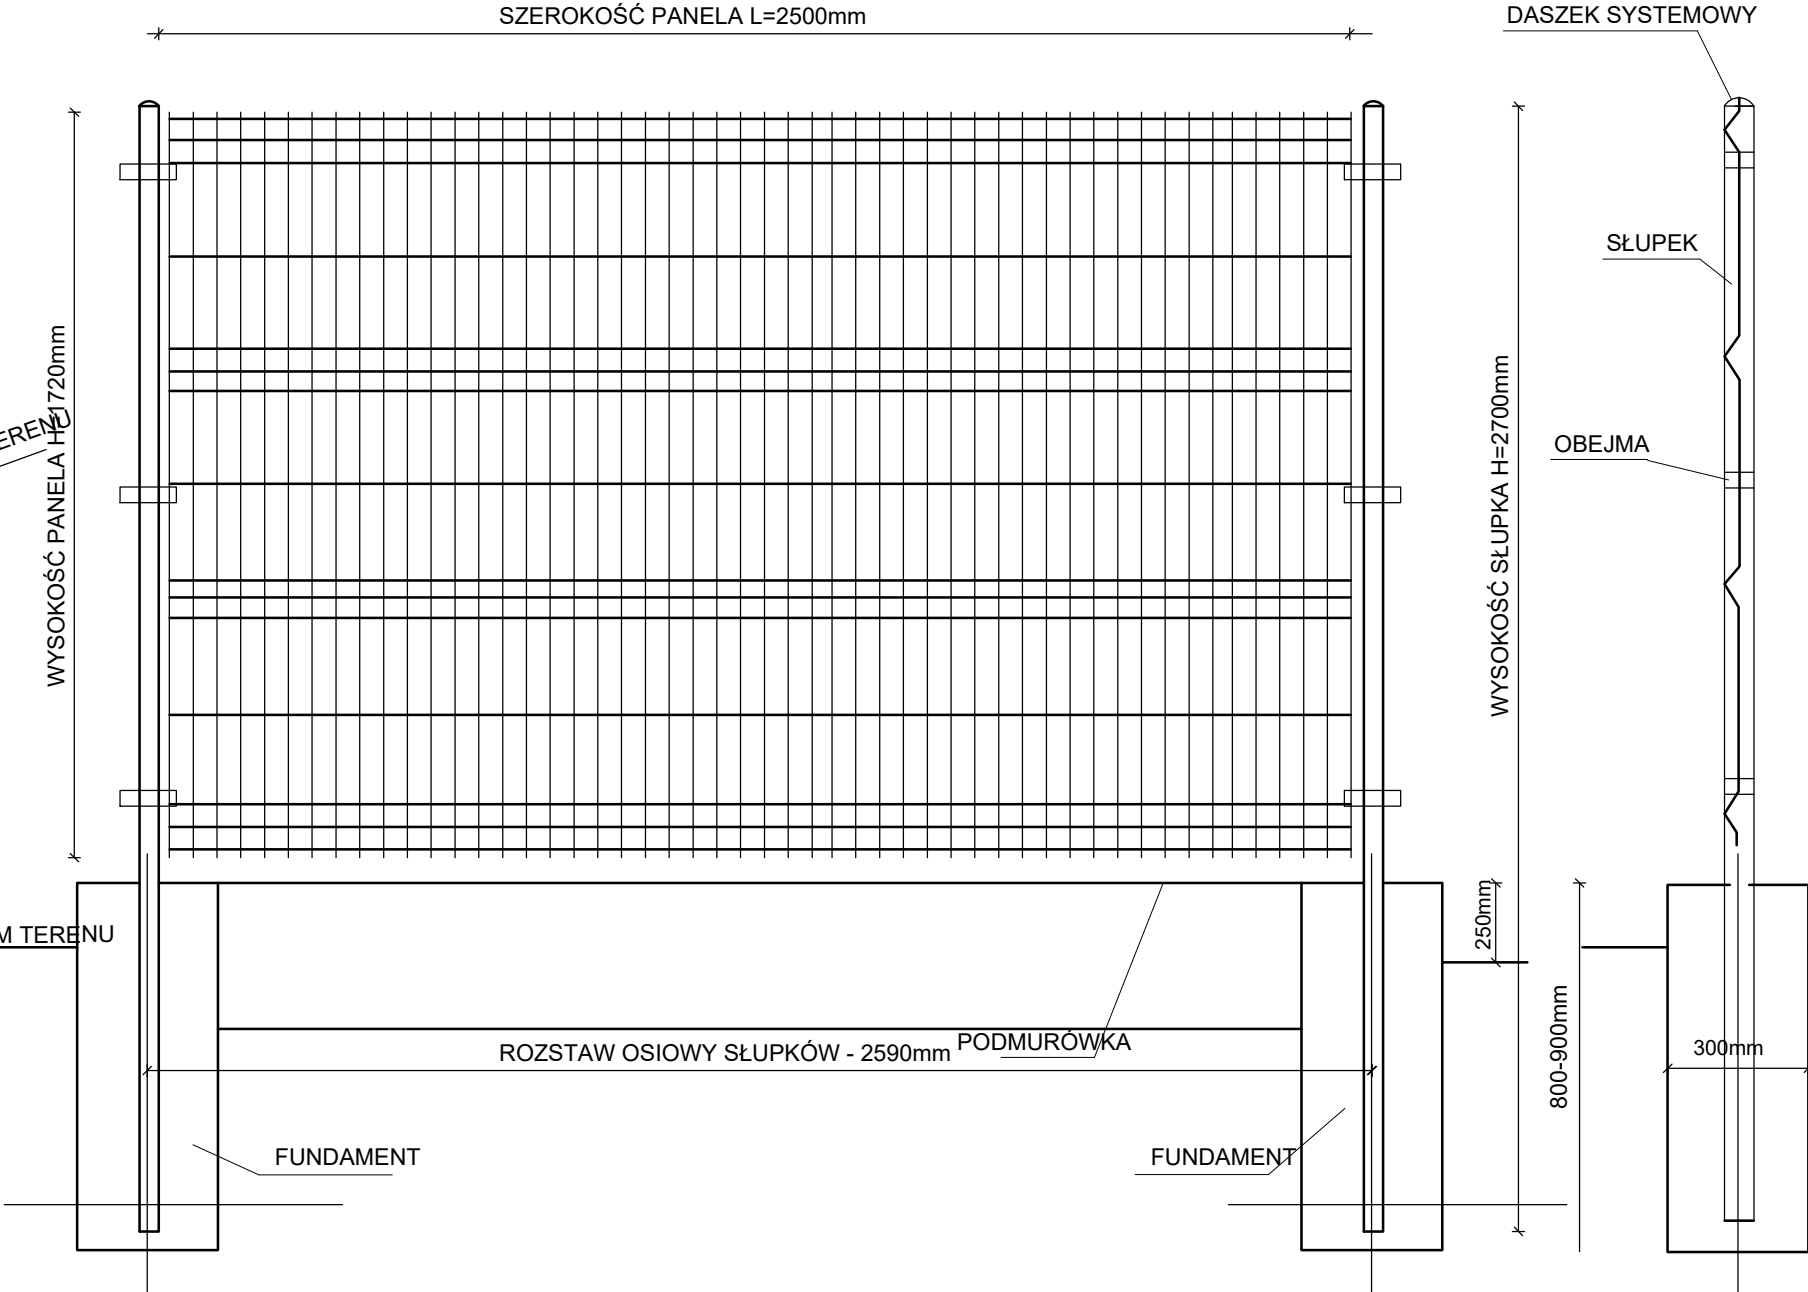 SZEROKOŚĆ PANELA L=2500mm
DASZEK SYSTEMOWY
SŁUPEK
OBEJMA
WYSOKOŚĆ PANELA H=1720mm
ERENU
WYSOKOŚĆ SŁUPKA H=2700mm
250mm
M TERENU
800-900mm
300mm
PODMURÓWKA
ROZSTAW OSIOWY SŁUPKÓW - 2590mm
FUNDAMENT
FUNDAMENT